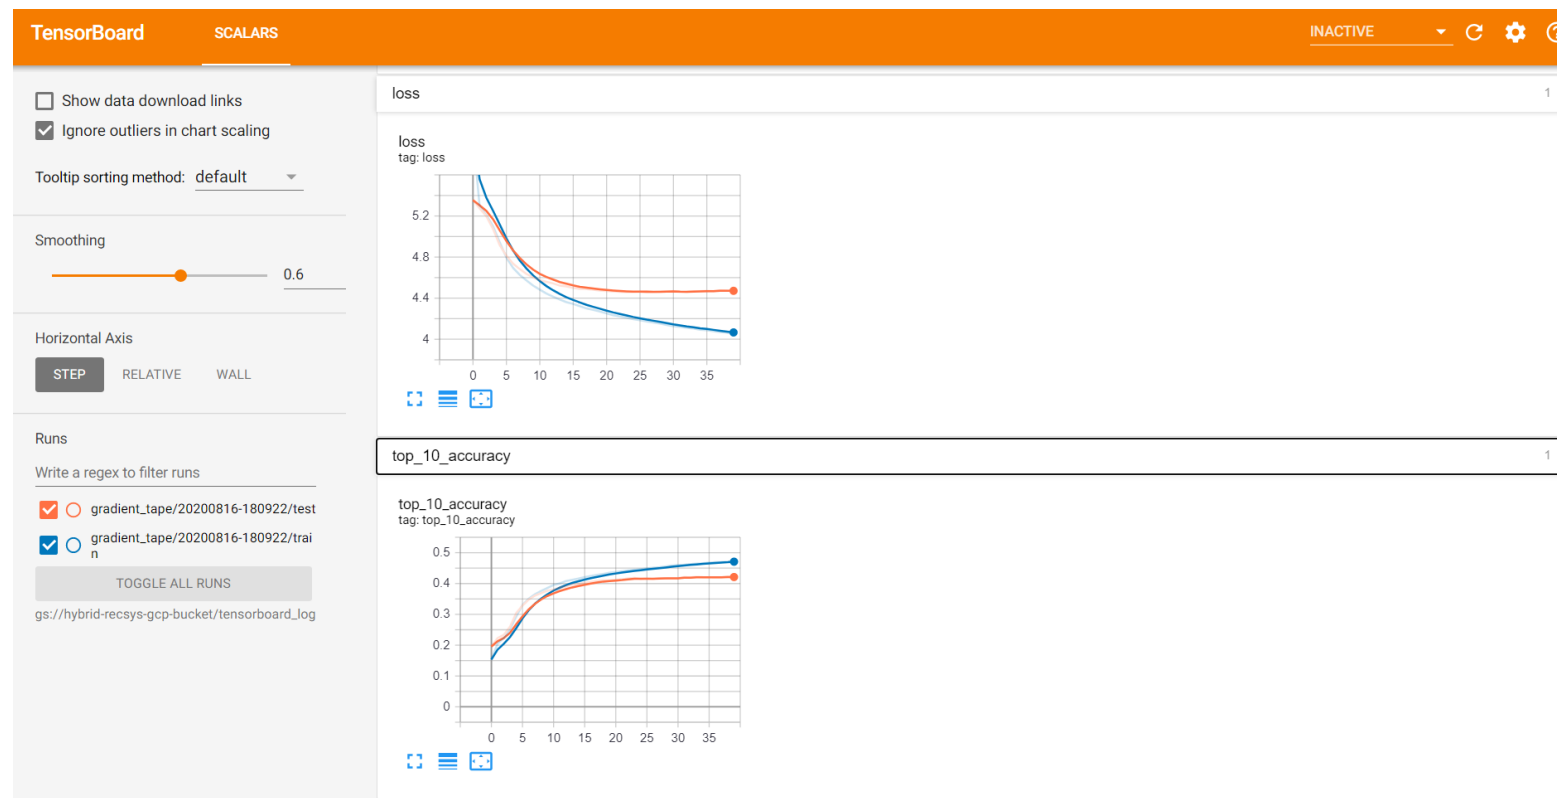 TensorBoard SCALARS INACTIVE
Show data download links
Ignore outliers in chart scaling
Tooltip sorting method: default
Smoothing
0.6
Horizontal Axis
STEP RELATIVE WALL
Runs
Write a regex to filter runs
gradient_tape/20200816-180922/test
gradient_tape/20200816-180922/trai
n
TOGGLE ALL RUNS
gs://hybrid-recsys-gcp-bucket/tensorboard_log
loss 1
loss
tag: loss
5.2
4.8
4.4
4
0 5 10 15 20 25 30 35
top_10_accuracy 1
top_10_accuracy
tag: top_10_accuracy
0.5
0.4
0.3
0.2
0.1
0
0 5 10 15 20 25 30 35